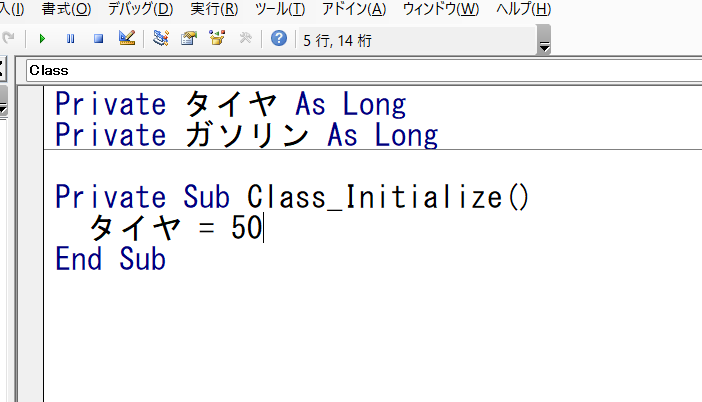 入(I) 書式(O) デバッグ(D) 実行(R) ツール(T) アドイン(A) ウィンドウ(W) ヘルプ(H)
5 行, 14 桁
Class
Private タイヤ As Long
Private ガソリン As Long
Private Sub Class_Initialize()
タイヤ = 50
End Sub